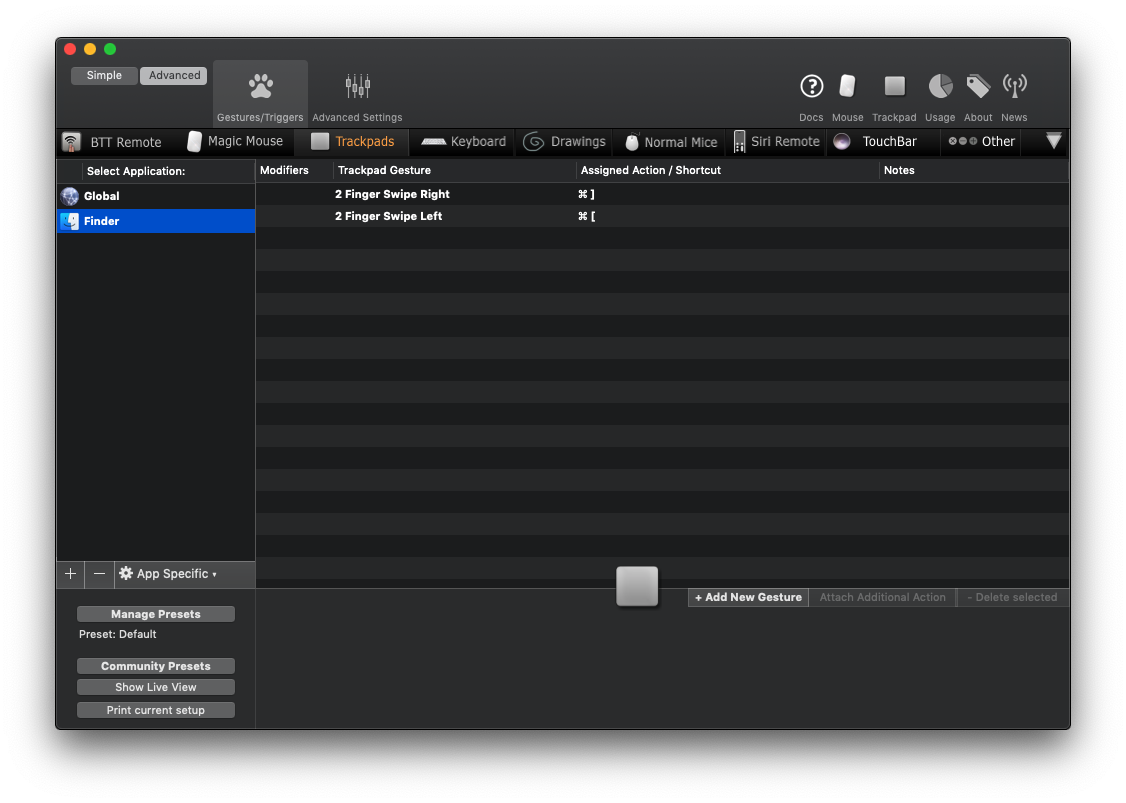 Simple
Advanced
Gestures/Triggers
Advanced Settings
Docs
Mouse
Trackpad
Usage
About
News
BTT Remote
Magic Mouse
Trackpads
Keyboard
Drawings
Normal Mice
Siri Remote
TouchBar
Other
Select Application:
Modifiers
Trackpad Gesture
Assigned Action / Shortcut
Notes
Global
Finder
2 Finger Swipe Right
⌘ ]
2 Finger Swipe Left
⌘ [
+
−
App Specific ▾
+ Add New Gesture
Attach Additional Action
- Delete selected
Manage Presets
Preset: Default
Community Presets
Show Live View
Print current setup